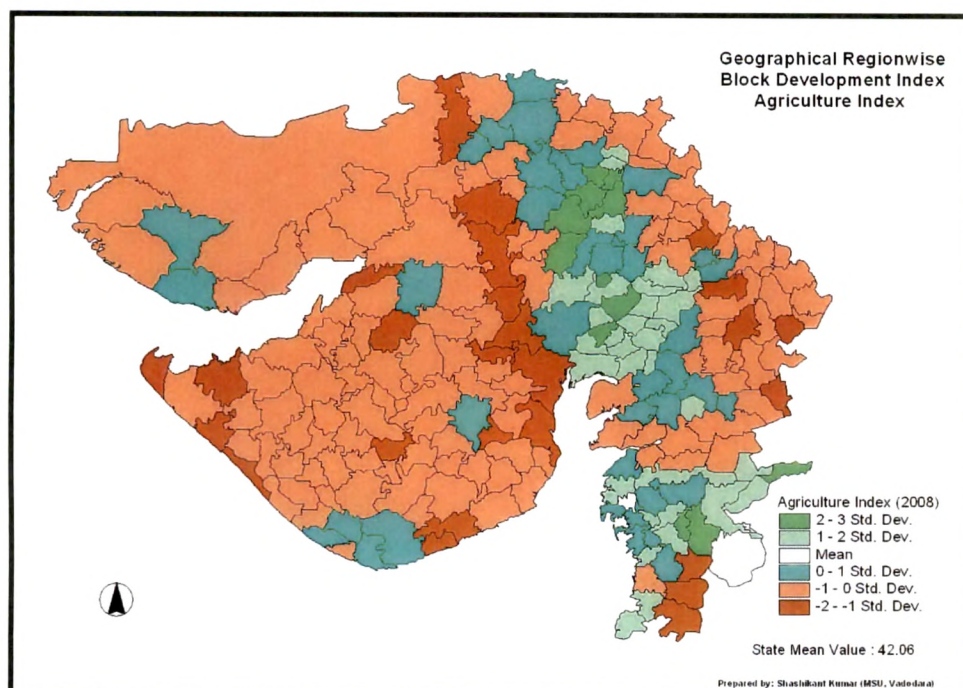 Geographical Regionwise
Block Development Index
Agriculture Index
Agriculture Index (2008)
2 - 3 Std. Dev.
1 - 2 Std. Dev.
Mean
0 - 1 Std. Dev.
-1 - 0 Std. Dev.
-2 - -1 Std. Dev.
State Mean Value : 42.06
Prepared by: Shashikant Kumar (MSU, Vadodara)